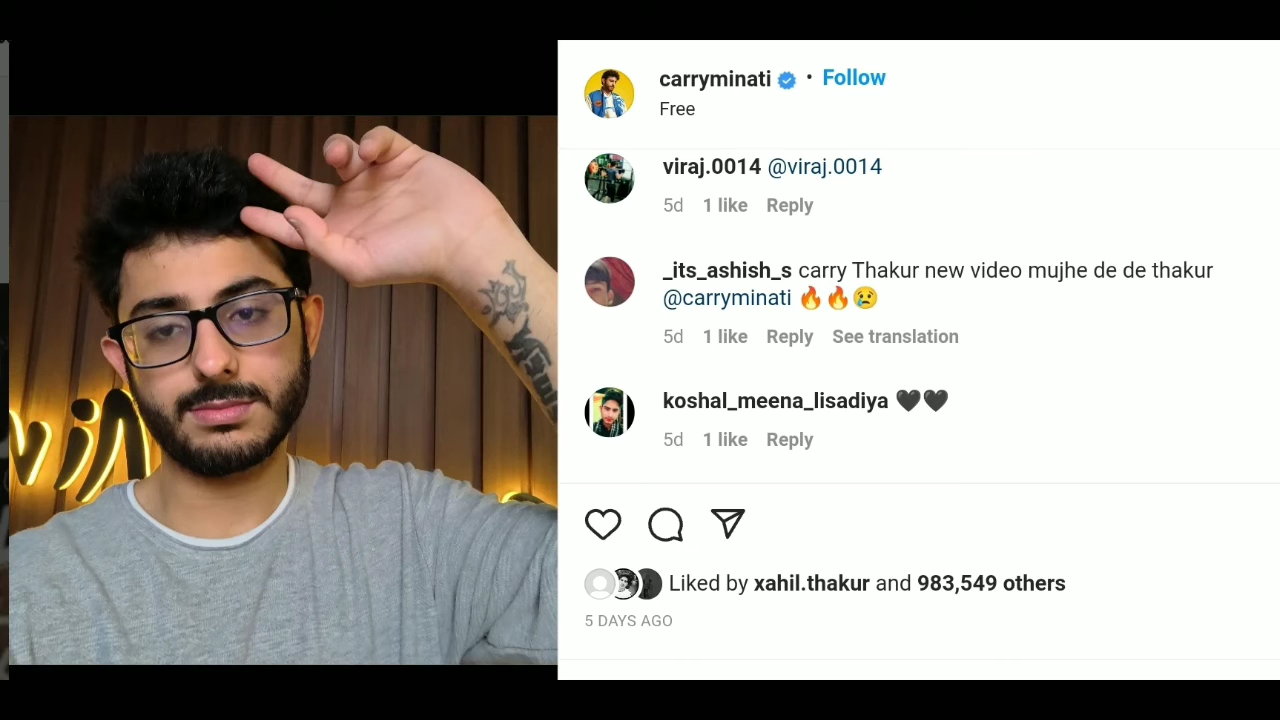 carryminati • Follow
Free
viraj.0014 @viraj.0014
5d 1 like Reply
_its_ashish_s carry Thakur new video mujhe de de thakur
@carryminati 🔥🔥😢
5d 1 like Reply See translation
koshal_meena_lisadiya 🖤🖤
5d 1 like Reply
Liked by xahil.thakur and 983,549 others
5 DAYS AGO